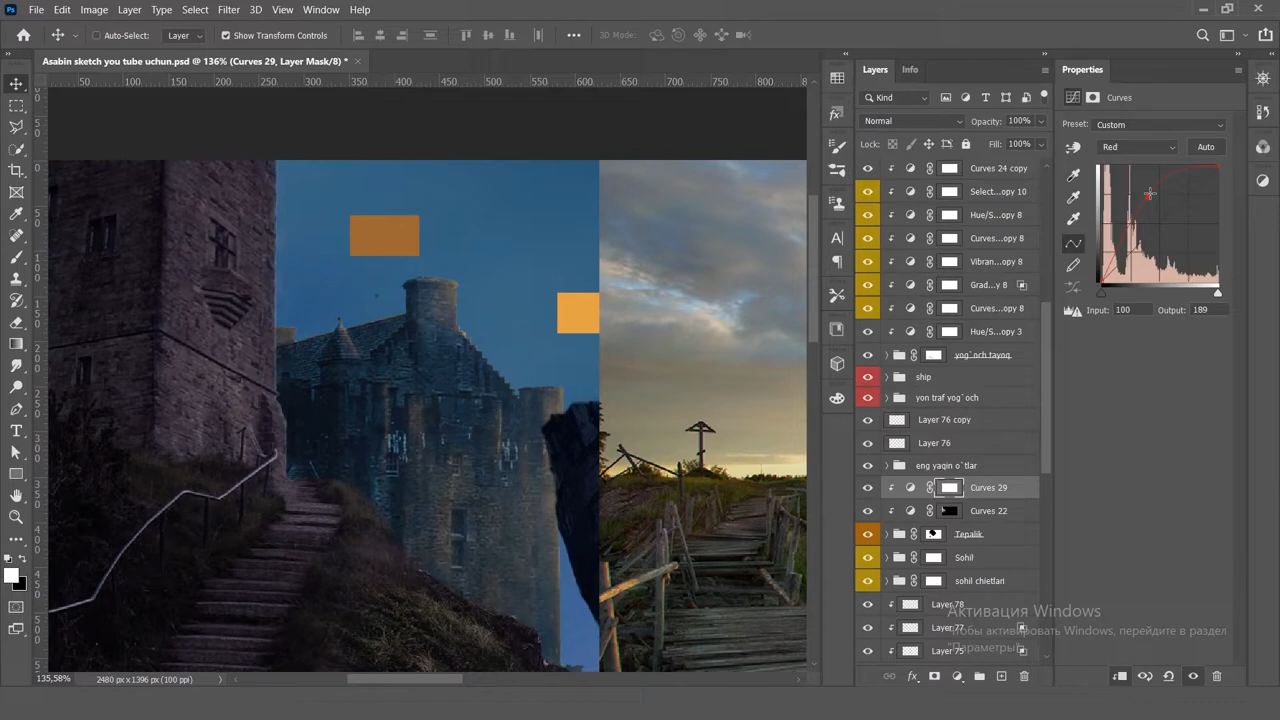 File Edit Image Layer Type Select Filter 3D View Window Help
Auto-Select: Layer Show Transform Controls 3D Mode:
Asabin sketch you tube uchun.psd @ 136% (Curves 29, Layer Mask/8) *
50 100 150 200 250 300 350 400 450 500 550 600 650 700 750 800
Layers Info
Kind
Normal Opacity: 100%
Lock: Fill: 100%
Curves 24 copy
Select...opy 10
Hue/S...opy 8
Curves...opy 8
Vibran...opy 8
Grad...y 8
Curves...opy 8
Hue/S...opy 3
yog`och tayoq
ship
yon traf yog`och
Layer 76 copy
Layer 76
eng yaqin o`tlar
Curves 29
Curves 22
Tepalik
Sohil
sohil chietlari
Layer 78
Layer 77
Layer 75
Properties
Curves
Preset: Custom
Red Auto
Input: 100 Output: 189
Активация Windows
Чтобы активировать Windows, перейдите в раздел
"Параметры".
135,58% 2480 px x 1396 px (100 ppi)